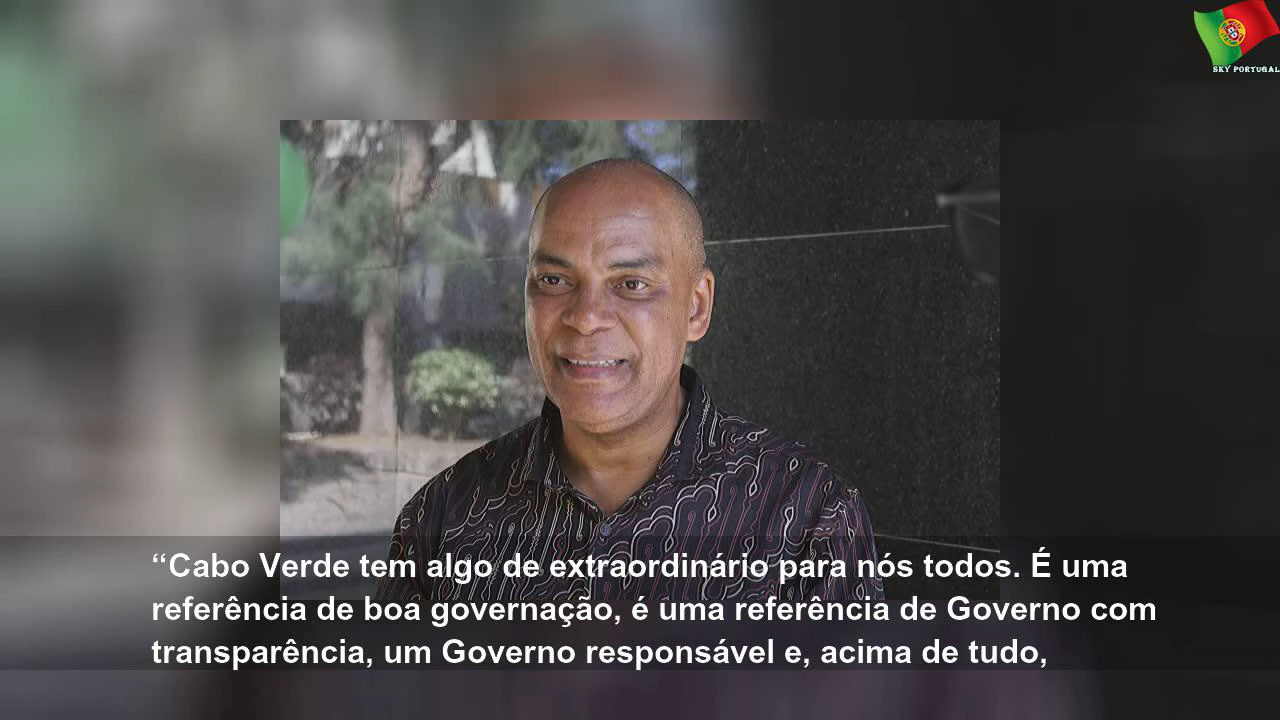 SKY PORTUGAL
“Cabo Verde tem algo de extraordinário para nós todos. É uma
referência de boa governação, é uma referência de Governo com
transparência, um Governo responsável e, acima de tudo,